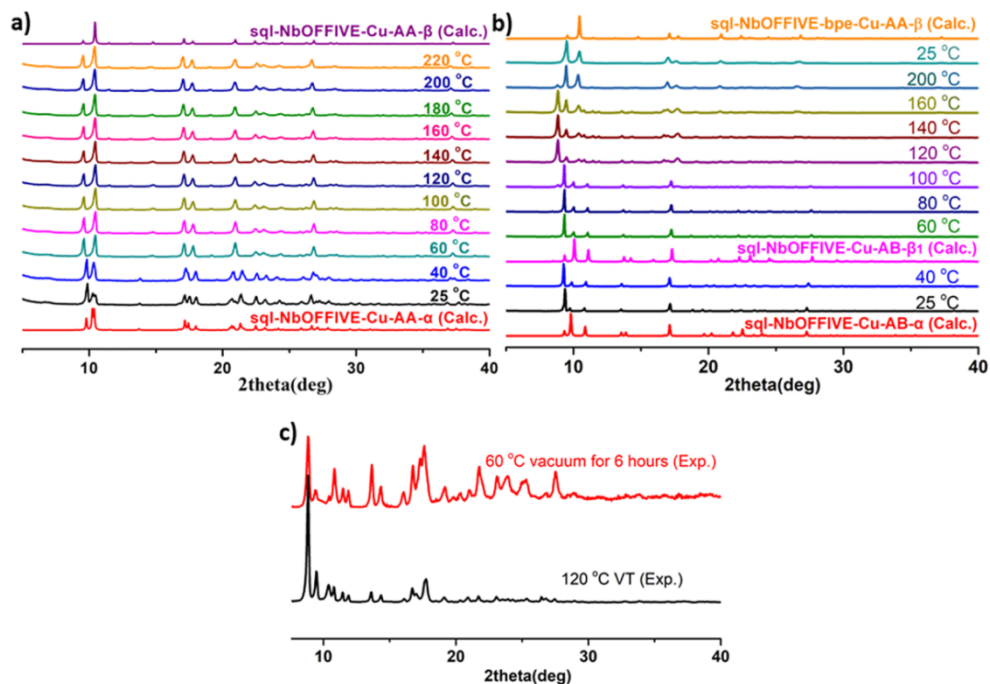 a)
sql-NbOFFIVE-Cu-AA-β (Calc.)
220 °C
200 °C
180 °C
160 °C
140 °C
120 °C
100 °C
80 °C
60 °C
40 °C
25 °C
sql-NbOFFIVE-Cu-AA-α (Calc.)
10 20 30 40
2theta(deg)
b)
sql-NbOFFIVE-bpe-Cu-AA-β (Calc.)
25 °C
200 °C
160 °C
140 °C
120 °C
100 °C
80 °C
60 °C
sql-NbOFFIVE-Cu-AB-β1 (Calc.)
40 °C
25 °C
sql-NbOFFIVE-Cu-AB-α (Calc.)
10 20 30 40
2theta(deg)
c)
60 °C vacuum for 6 hours (Exp.)
120 °C VT (Exp.)
10 20 30 40
2theta(deg)